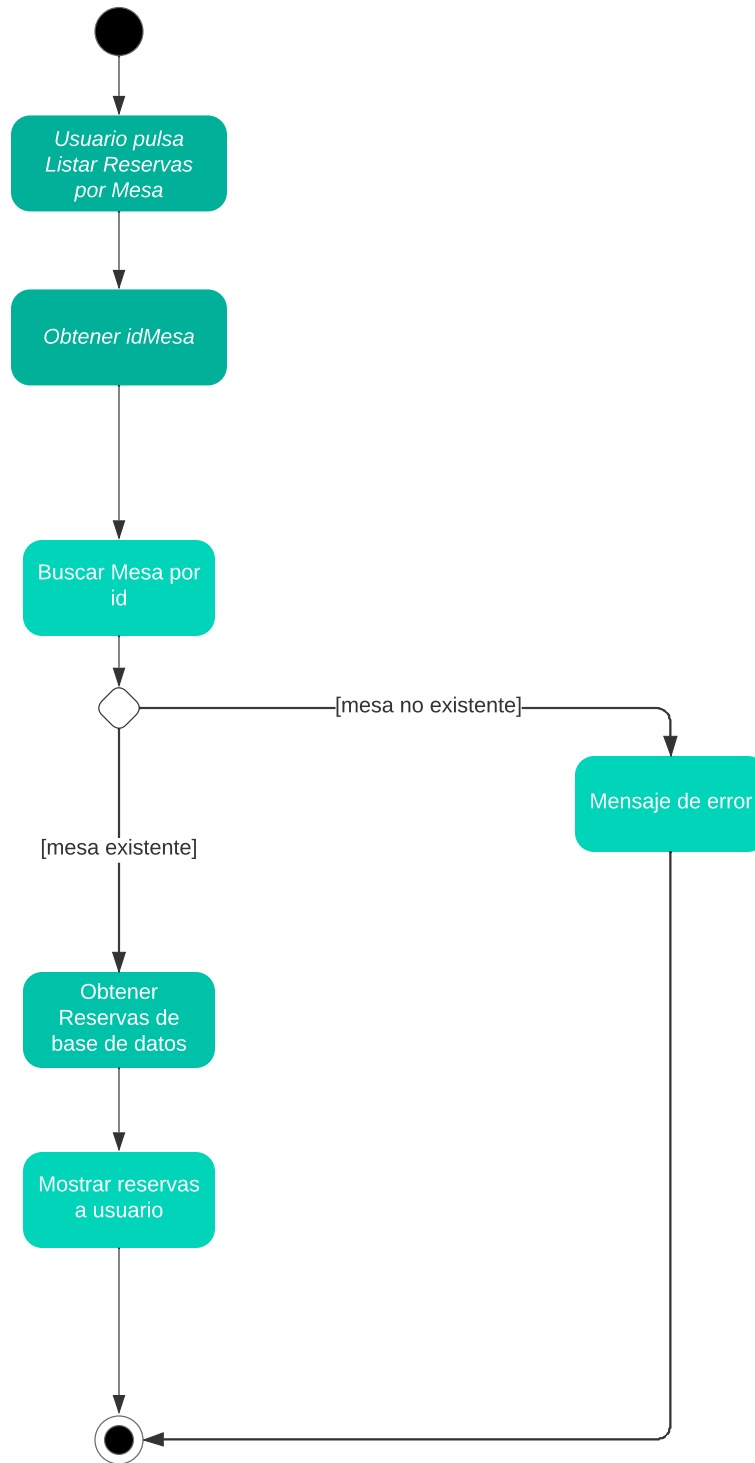 Usuario pulsa
Listar Reservas
por Mesa
Obtener idMesa
Buscar Mesa por
id
[mesa no existente]
Mensaje de error
[mesa existente]
Obtener
Reservas de
base de datos
Mostrar reservas
a usuario